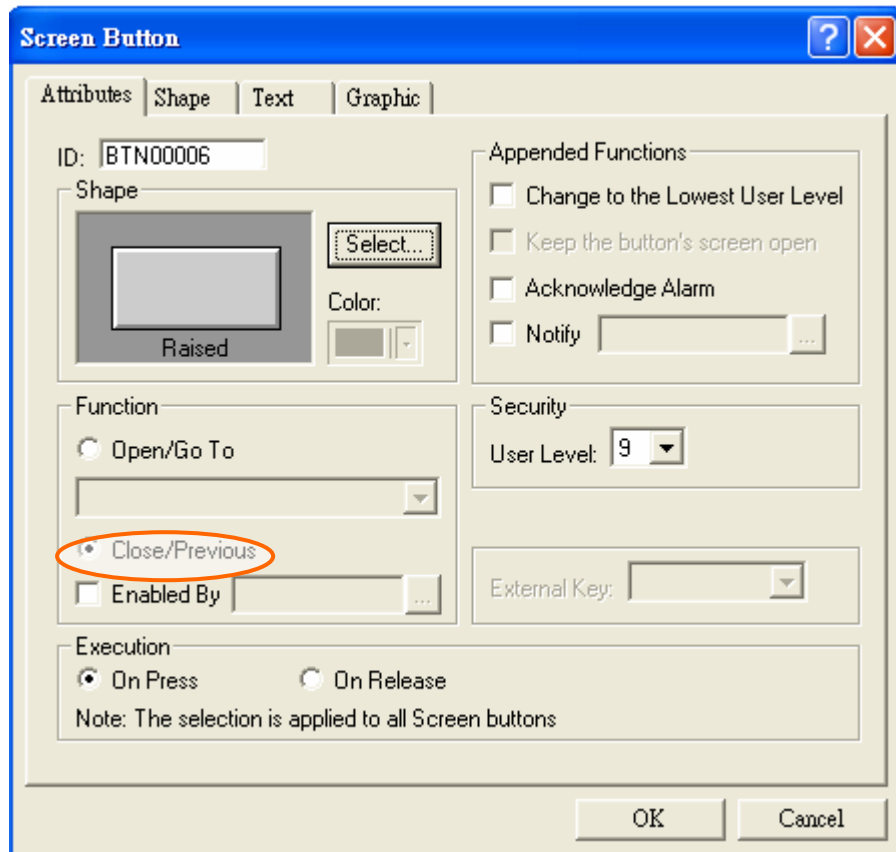 Screen Button
Attributes Shape Text Graphic
ID: BTN00006
Shape
Select...
Color:
Raised
Appended Functions
Change to the Lowest User Level
Keep the button's screen open
Acknowledge Alarm
Notify ...
Function
Open/Go To
Close/Previous
Enabled By ...
Security
User Level: 9
External Key:
Execution
On Press On Release
Note: The selection is applied to all Screen buttons
OK Cancel